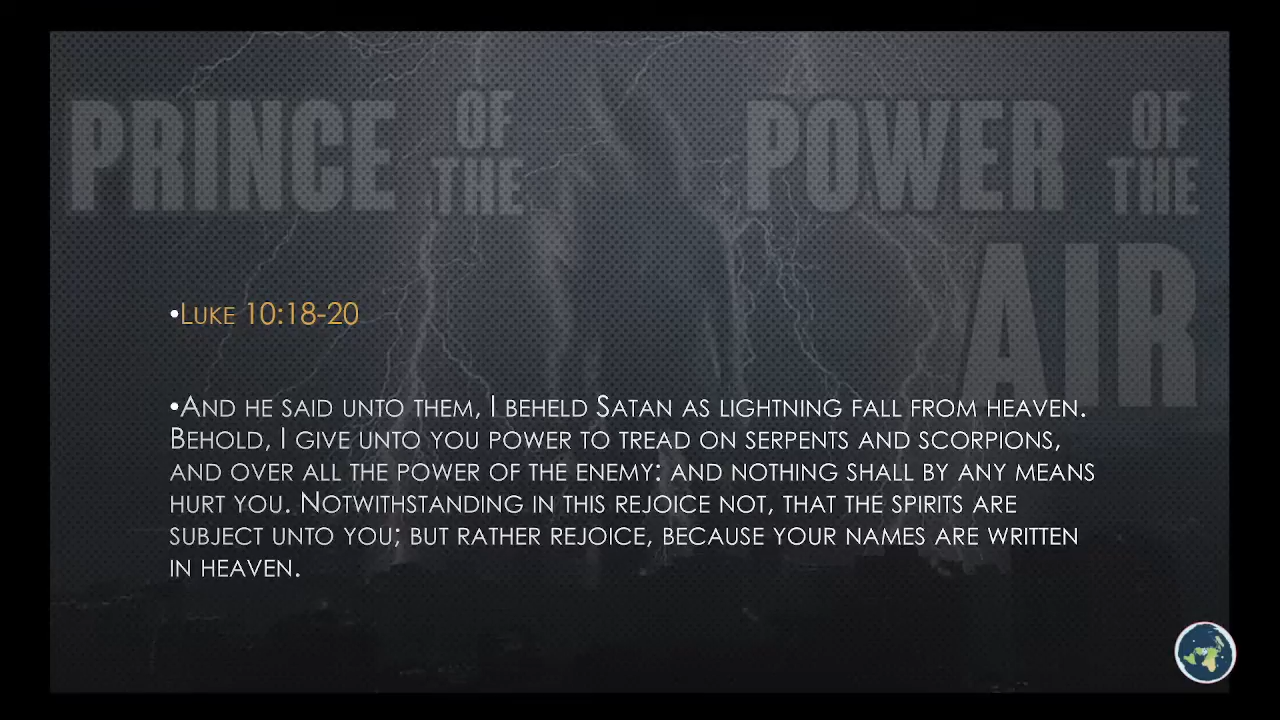 PRINCE OF THE POWER OF THE
AIR
•Luke 10:18-20
•And he said unto them, I beheld Satan as lightning fall from heaven.
Behold, I give unto you power to tread on serpents and scorpions,
and over all the power of the enemy: and nothing shall by any means
hurt you. Notwithstanding in this rejoice not, that the spirits are
subject unto you; but rather rejoice, because your names are written
in heaven.